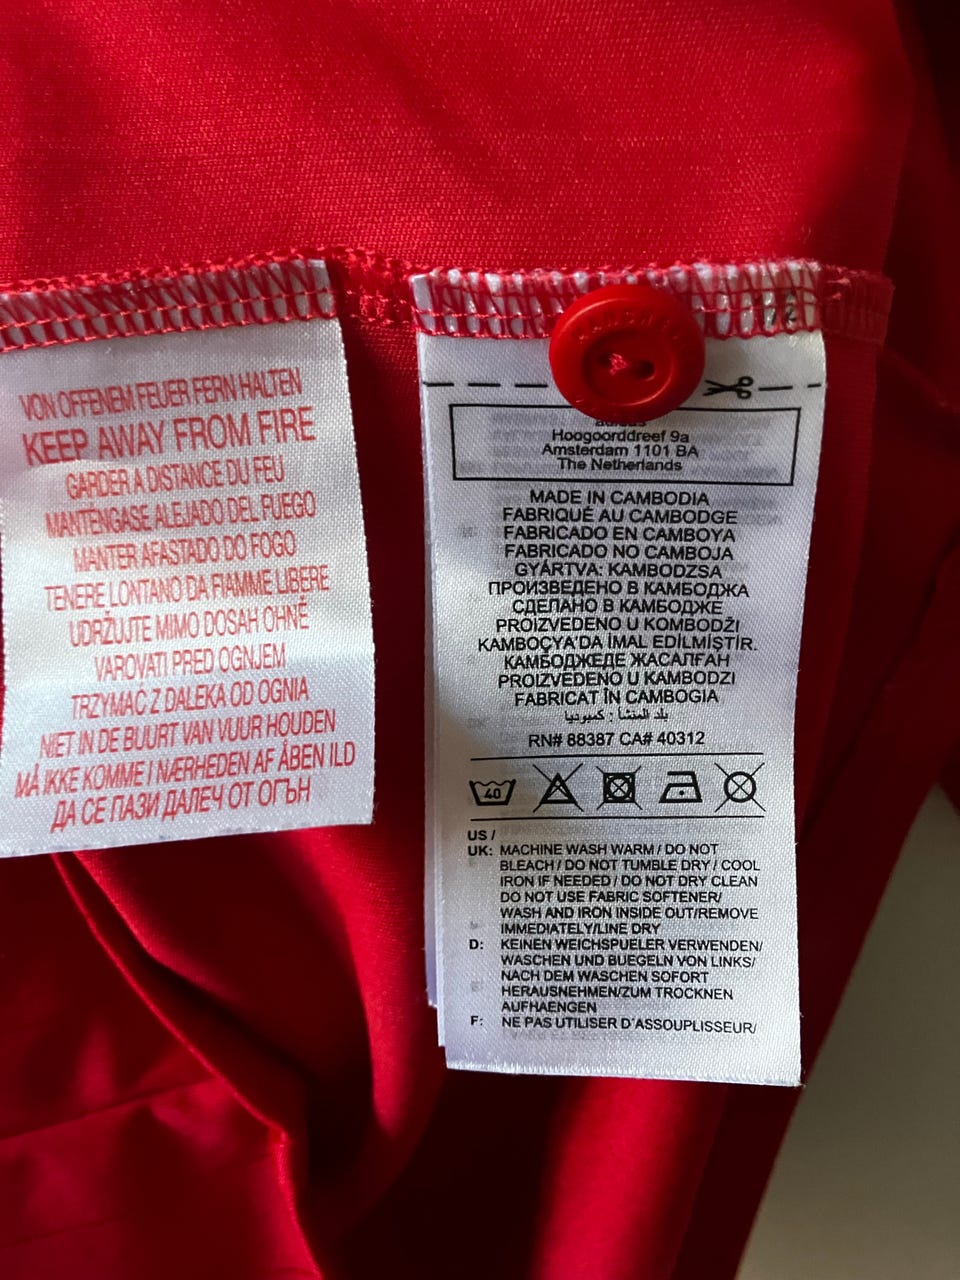 VON OFFENEM FEUER FERN HALTEN
KEEP AWAY FROM FIRE
GARDER A DISTANCE DU FEU
MANTENGASE ALEJADO DEL FUEGO
MANTER AFASTADO DO FOGO
TENERE LONTANO DA FIAMME LIBERE
UDRŽUJTE MIMO DOSAH OHNĚ
VAROVATI PRED OGNJEM
TRZYMAĆ Z DALEKA OD OGNIA
NIET IN DE BUURT VAN VUUR HOUDEN
MÅ IKKE KOMME I NÆRHEDEN AF ÅBEN ILD
ДА СЕ ПАЗИ ДАЛЕЧ ОТ ОГЪН
Hoogoorddreef 9a
Amsterdam 1101 BA
The Netherlands
MADE IN CAMBODIA
FABRIQUÉ AU CAMBODGE
FABRICADO EN CAMBOYA
FABRICADO NO CAMBOJA
GYÁRTVA: KAMBODZSA
ПРОИЗВЕДЕНО В КАМБОДЖА
СДЕЛАНО В КАМБОДЖЕ
PROIZVEDENO U KOMBODŽI
KAMBOÇYA'DA İMAL EDİLMİŞTİR.
КАМБОДЖЕДЕ ЖАСАЛҒАН
PROIZVEDENO U KAMBODZI
FABRICAT ÎN CAMBOGIA
بلد المنشأ : كمبوديا
RN# 88387 CA# 40312
40
US /
UK: MACHINE WASH WARM / DO NOT
BLEACH / DO NOT TUMBLE DRY / COOL
IRON IF NEEDED / DO NOT DRY CLEAN
DO NOT USE FABRIC SOFTENER/
WASH AND IRON INSIDE OUT/REMOVE
IMMEDIATELY/LINE DRY
D: KEINEN WEICHSPUELER VERWENDEN/
WASCHEN UND BUEGELN VON LINKS/
NACH DEM WASCHEN SOFORT
HERAUSNEHMEN/ZUM TROCKNEN
AUFHAENGEN
F: NE PAS UTILISER D'ASSOUPLISSEUR/